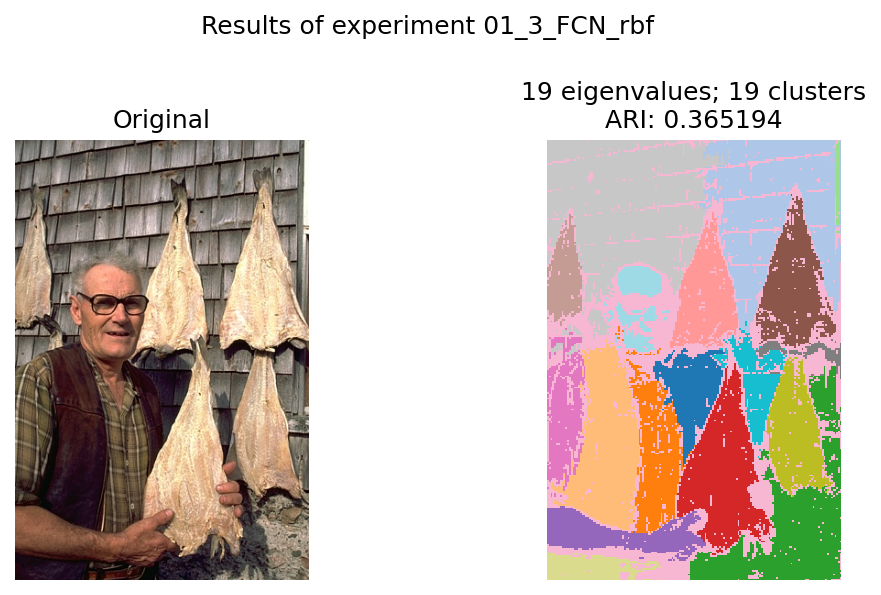 Results of experiment 01_3_FCN_rbf
Original
19 eigenvalues; 19 clusters
ARI: 0.365194